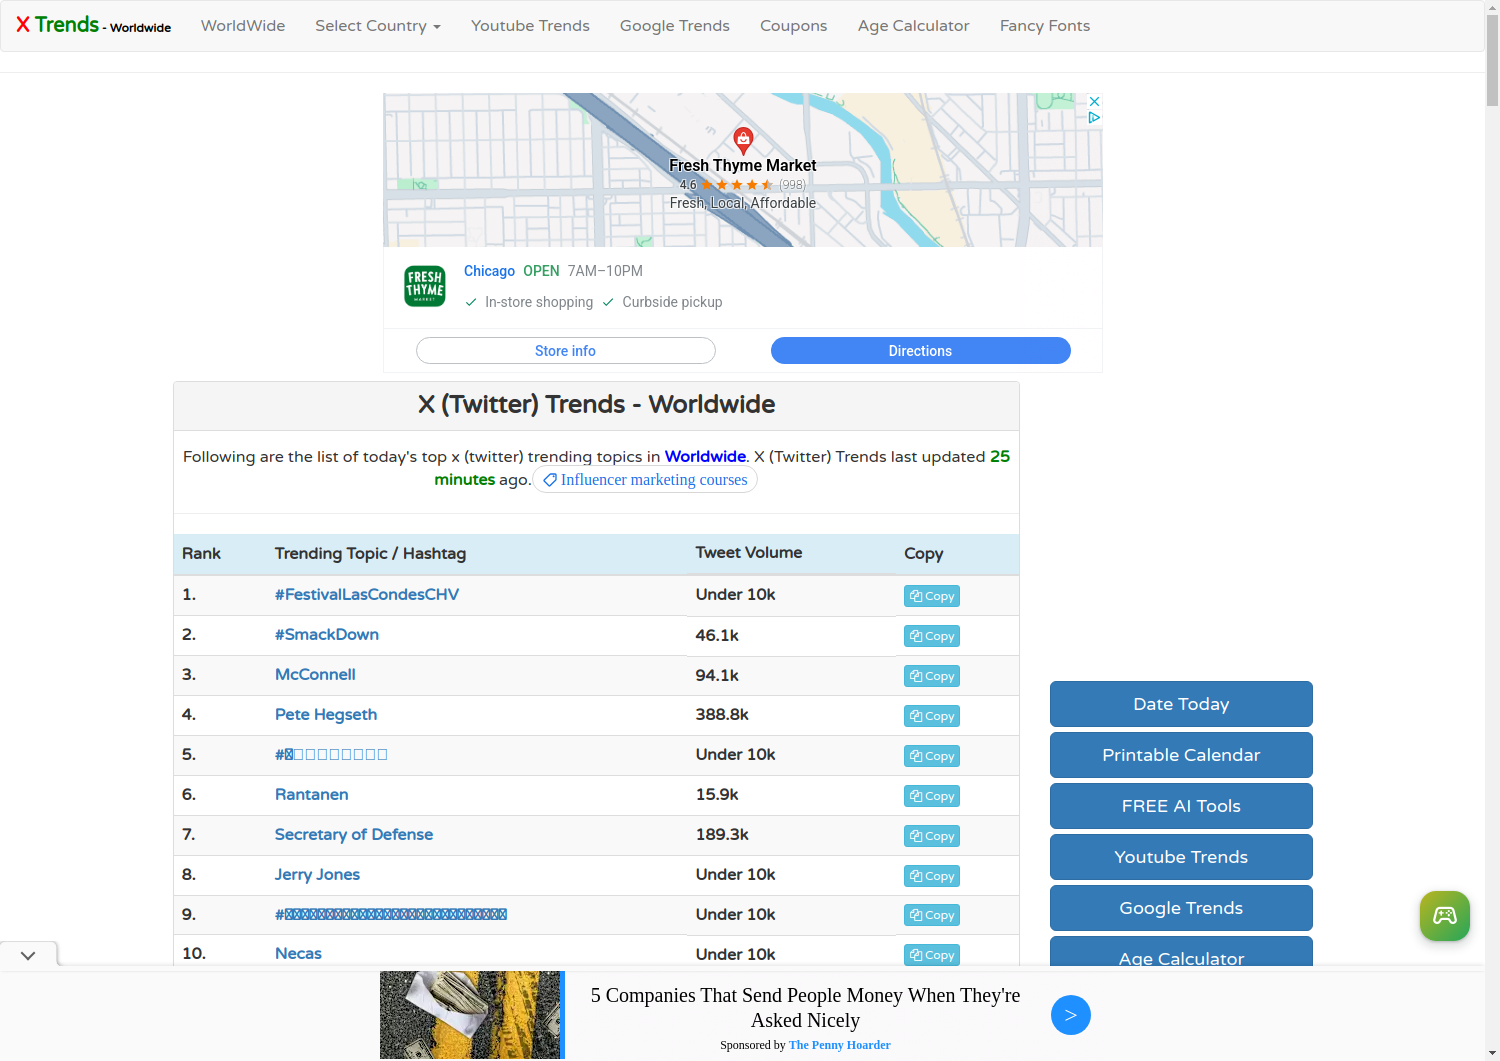 X Trends - Worldwide
WorldWide
Select Country
Youtube Trends
Google Trends
Coupons
Age Calculator
Fancy Fonts
Fresh Thyme Market
4.6 (998)
Fresh, Local, Affordable
FRESH
THYME
MARKET
Chicago OPEN 7AM–10PM
In-store shopping Curbside pickup
Store info
Directions
X (Twitter) Trends - Worldwide
Following are the list of today's top x (twitter) trending topics in Worldwide. X (Twitter) Trends last updated 25
minutes ago. Influencer marketing courses
Rank Trending Topic / Hashtag Tweet Volume Copy
1. #FestivalLasCondesCHV Under 10k Copy
2. #SmackDown 46.1k Copy
3. McConnell 94.1k Copy
4. Pete Hegseth 388.8k Copy
5. # Under 10k Copy
6. Rantanen 15.9k Copy
7. Secretary of Defense 189.3k Copy
8. Jerry Jones Under 10k Copy
9. # Under 10k Copy
10. Necas Under 10k Copy
Date Today
Printable Calendar
FREE AI Tools
Youtube Trends
Google Trends
Age Calculator
5 Companies That Send People Money When They're
Asked Nicely
Sponsored by The Penny Hoarder
>